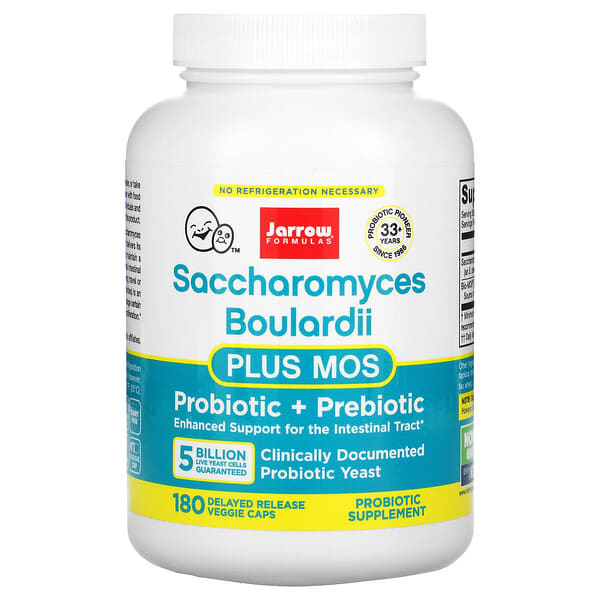 NO REFRIGERATION NECESSARY
TM
Jarrow
FORMULAS®
PROBIOTIC PIONEER
33+
YEARS
SINCE 1986
Saccharomyces
Boulardii
PLUS MOS
Probiotic + Prebiotic
Enhanced Support for the Intestinal Tract*
5 BILLION
LIVE YEAST CELLS
GUARANTEED
Clinically Documented
Probiotic Yeast
180 DELAYED RELEASE
VEGGIE CAPS
PROBIOTIC
SUPPLEMENT